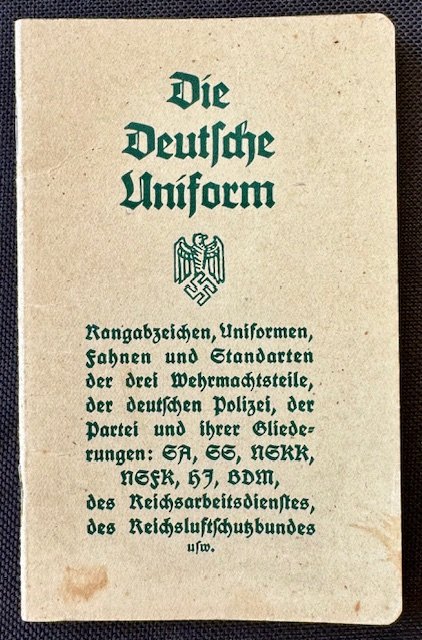 Die
Deutſche
Uniform
Rangabzeichen, Uniformen,
Fahnen und Standarten
der drei Wehrmachtsteile,
der deutſchen Polizei, der
Partei und ihrer Gliede-
rungen: SA, SS, NSKK,
NSFK, HJ, BDM,
des Reichsarbeitsdienſtes,
des Reichsluftſchutzbundes
uſw.